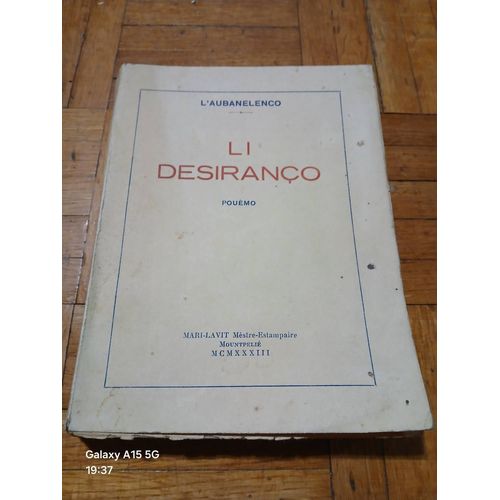 L'AUBANELENCO
LI
DESIRANÇO
POUÈMO
MARI-LAVIT Mèstre-Estampaire
MOUNTPELIÉ
MCMXXXIII
Galaxy A15 5G
19:37